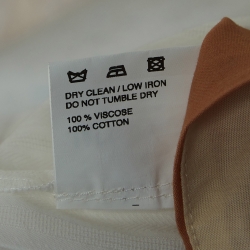 DRY CLEAN / LOW IRON
DO NOT TUMBLE DRY
100 % VISCOSE
100% COTTON